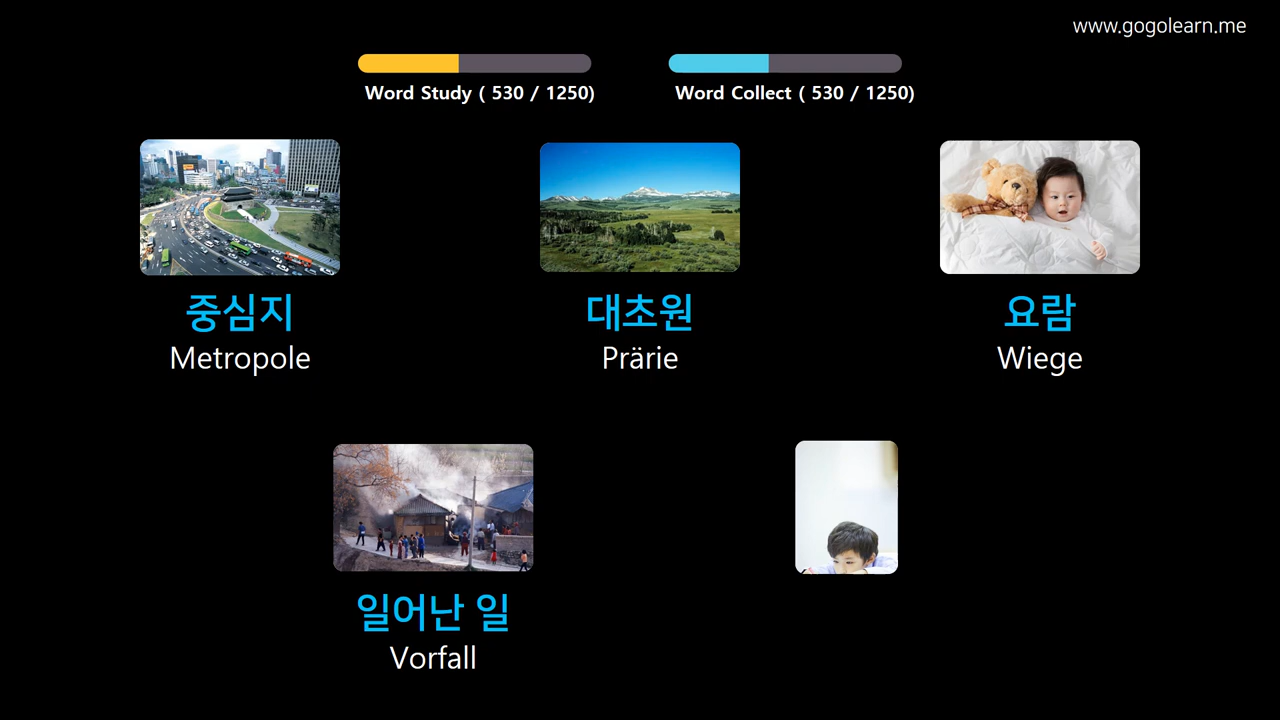 www.gogolearn.me
Word Study ( 530 / 1250)
Word Collect ( 530 / 1250)
중심지
Metropole
대초원
Prärie
요람
Wiege
일어난 일
Vorfall